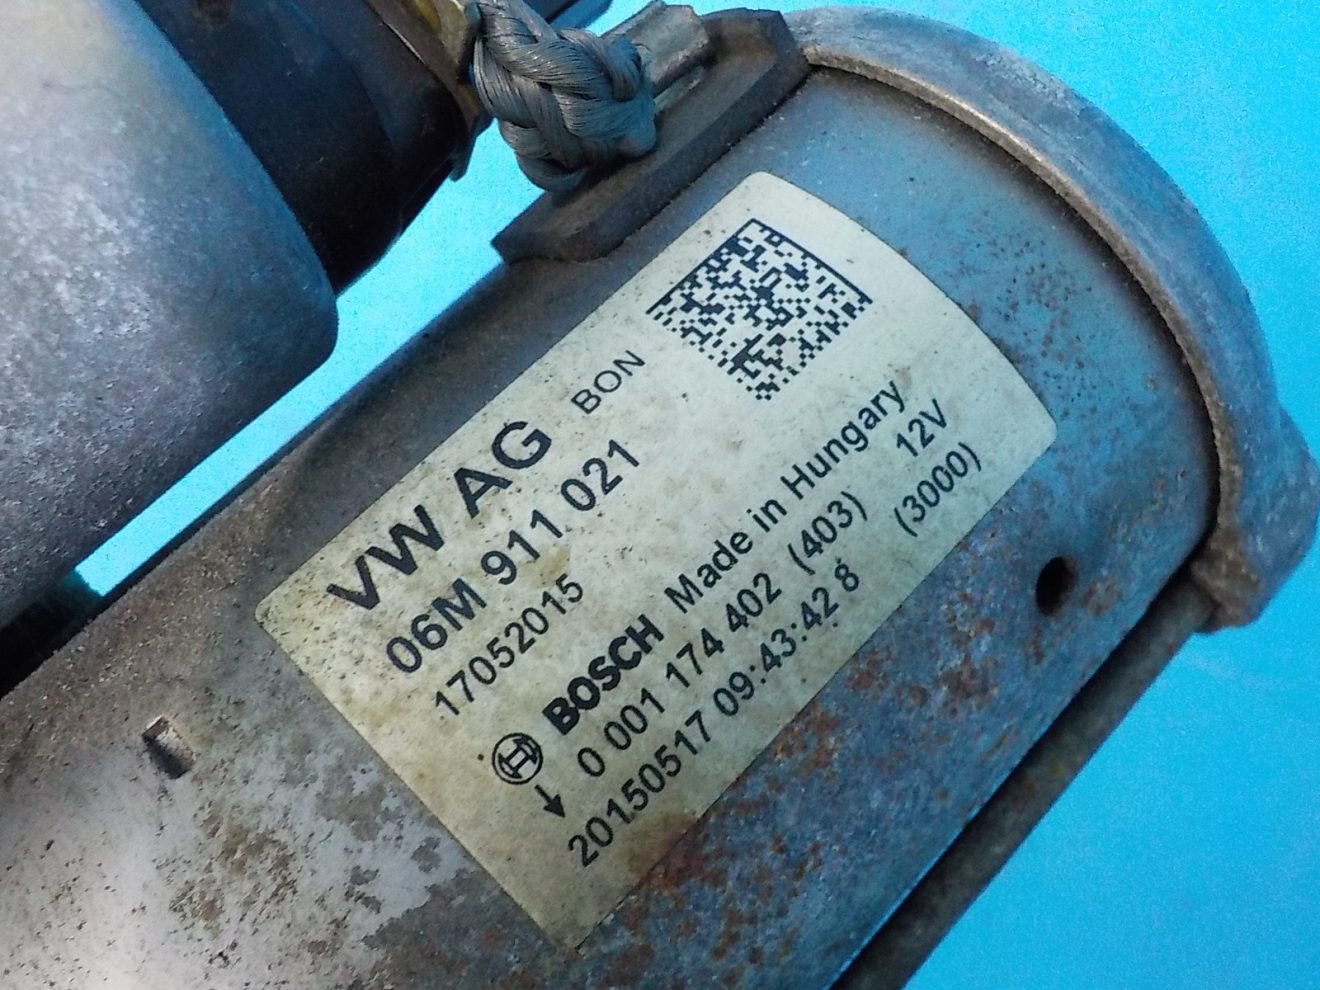 VW AG BON
06M 911 021
17052015
BOSCH Made in Hungary
0 001 174 402 (403) 12V
20150517 09:43:42 8 (3000)